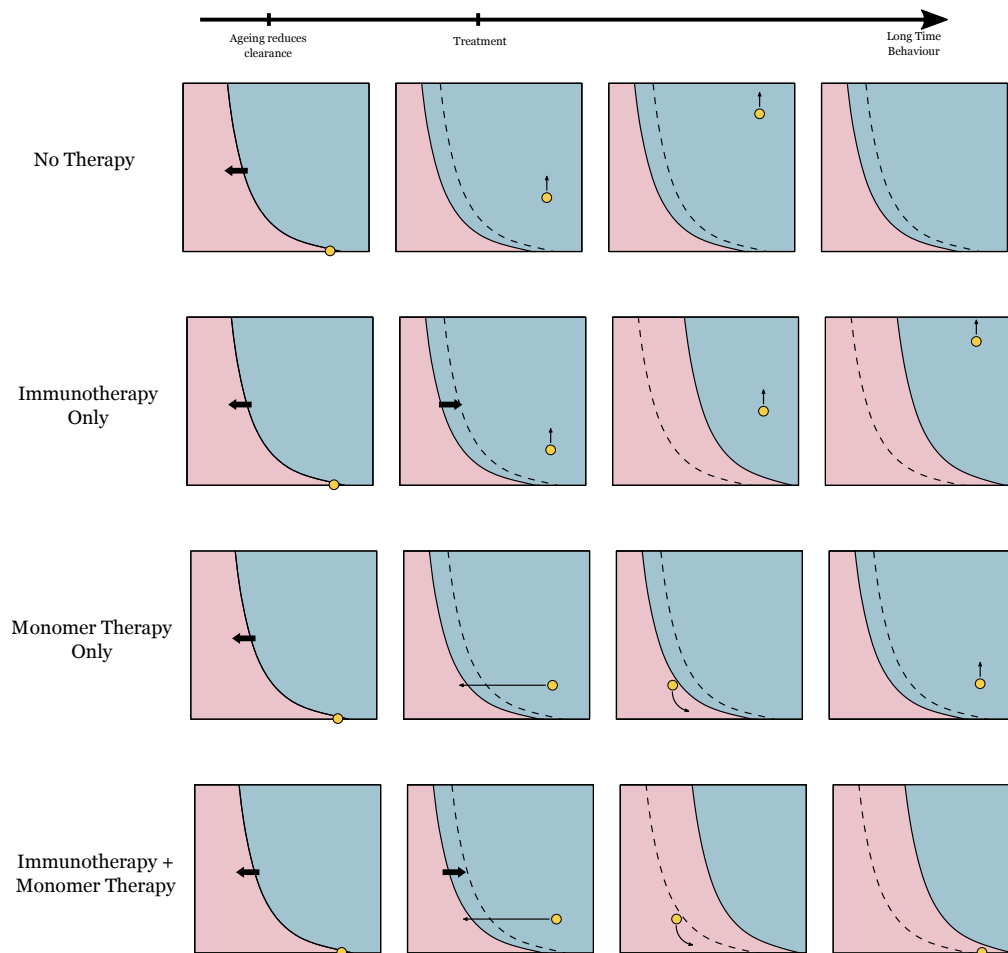 Ageing reduces
clearance
Treatment
Long Time
Behaviour
No Therapy
Immunotherapy
Only
Monomer Therapy
Only
Immunotherapy +
Monomer Therapy